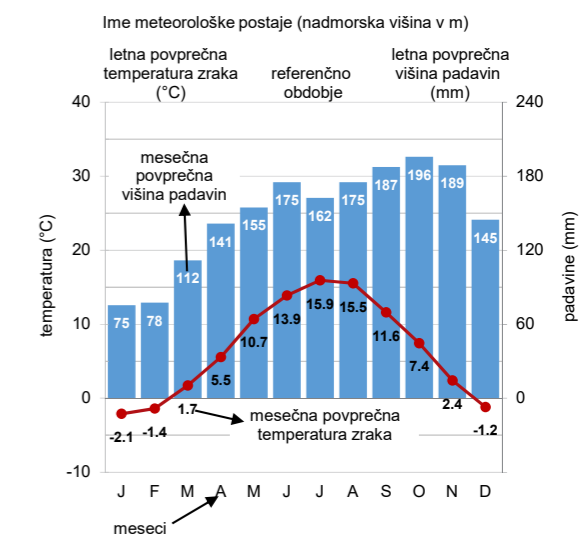 Ime meteorološke postaje (nadmorska višina v m)
letna povprečna
temperatura zraka
(°C)
referenčno
obdobje
letna povprečna
višina padavin
(mm)
40
30
20
10
0
-10
temperatura (°C)
240
180
120
60
0
padavine (mm)
mesečna
povprečna
višina padavin
75
78
112
141
155
175
162
175
187
196
189
145
-2.1
-1.4
1.7
5.5
10.7
13.9
15.9
15.5
11.6
7.4
2.4
-1.2
mesečna povprečna
temperatura zraka
J F M A M J J A S O N D
meseci